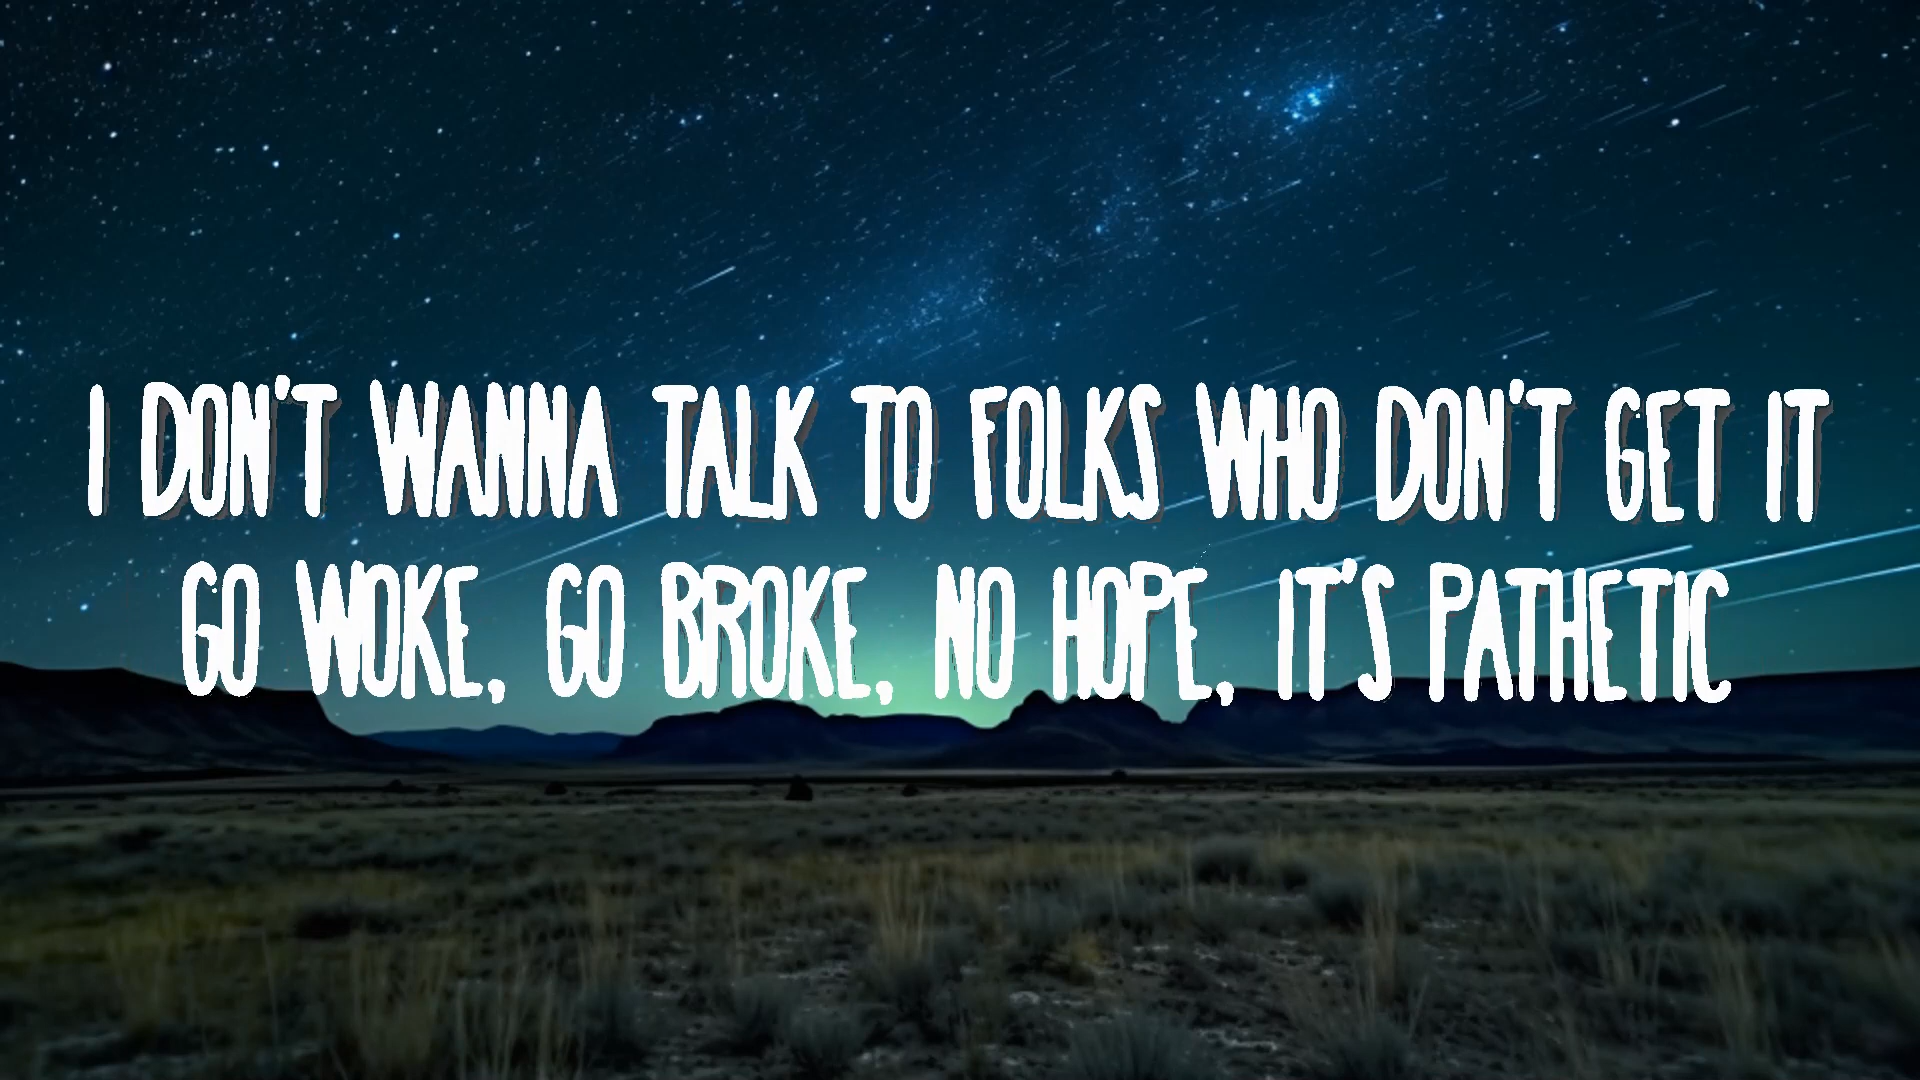 I DON'T WANNA TALK TO FOLKS WHO DON'T GET IT
GO WOKE, GO BROKE, NO HOPE, IT'S PATHETIC